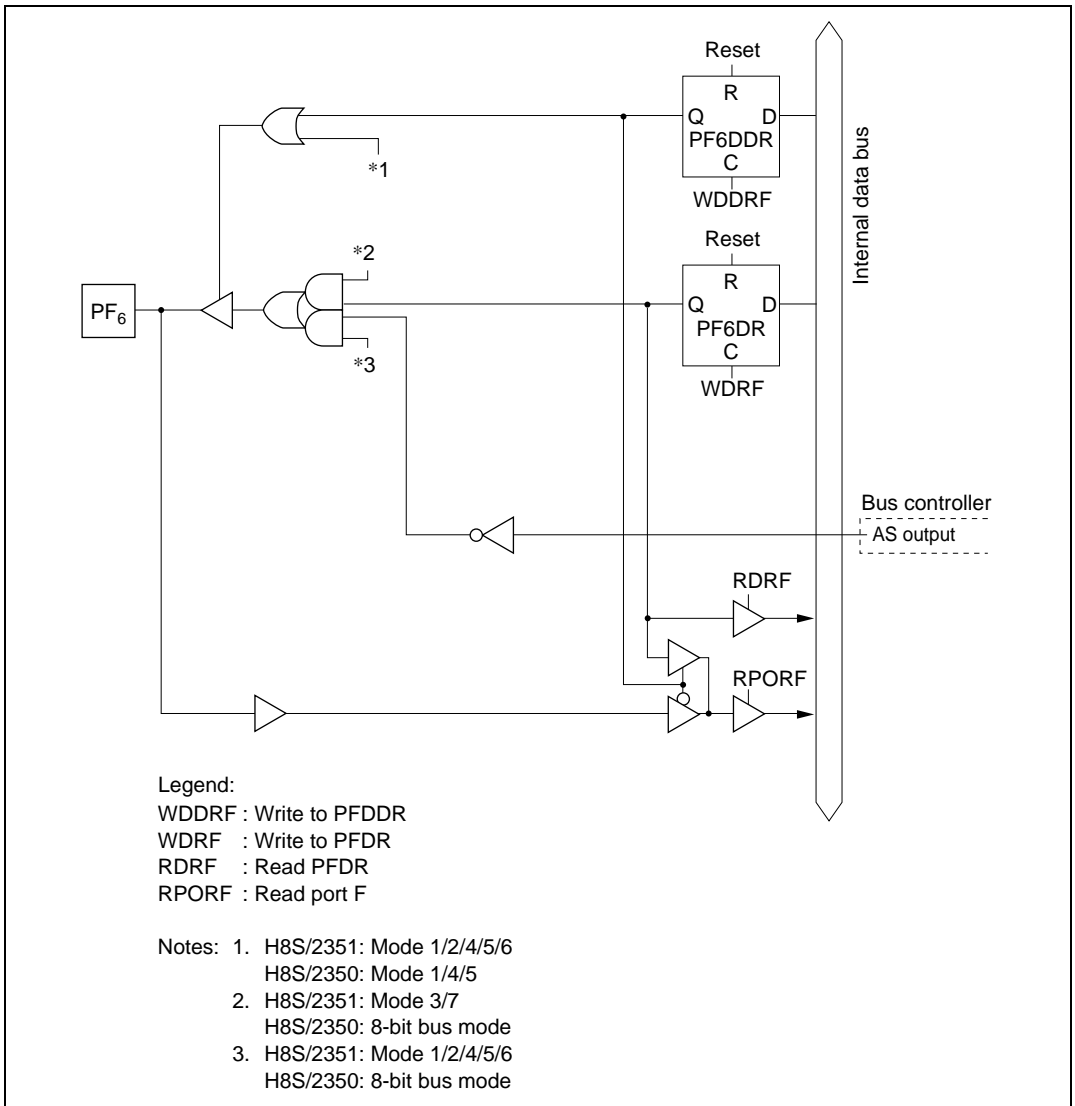 Reset
R
Q D
PF6DDR
C
WDDRF
*1
Reset
R
Q D
PF6DR
C
WDRF
*2
*3
PF6
Internal data bus
Bus controller
AS output
RDRF
RPORF
Legend:
WDDRF : Write to PFDDR
WDRF : Write to PFDR
RDRF : Read PFDR
RPORF : Read port F
Notes: 1. H8S/2351: Mode 1/2/4/5/6
H8S/2350: Mode 1/4/5
2. H8S/2351: Mode 3/7
H8S/2350: 8-bit bus mode
3. H8S/2351: Mode 1/2/4/5/6
H8S/2350: 8-bit bus mode